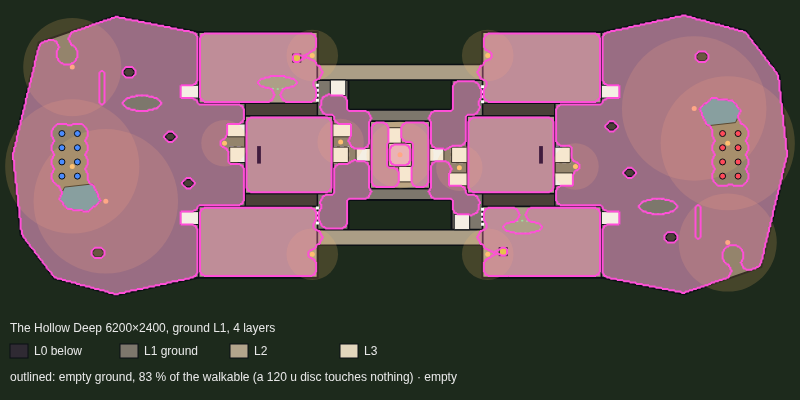 The Hollow Deep 6200×2400, ground L1, 4 layers
L0 below
L1 ground
L2
L3
outlined: empty ground, 83 % of the walkable (a 120 u disc touches nothing) · empty